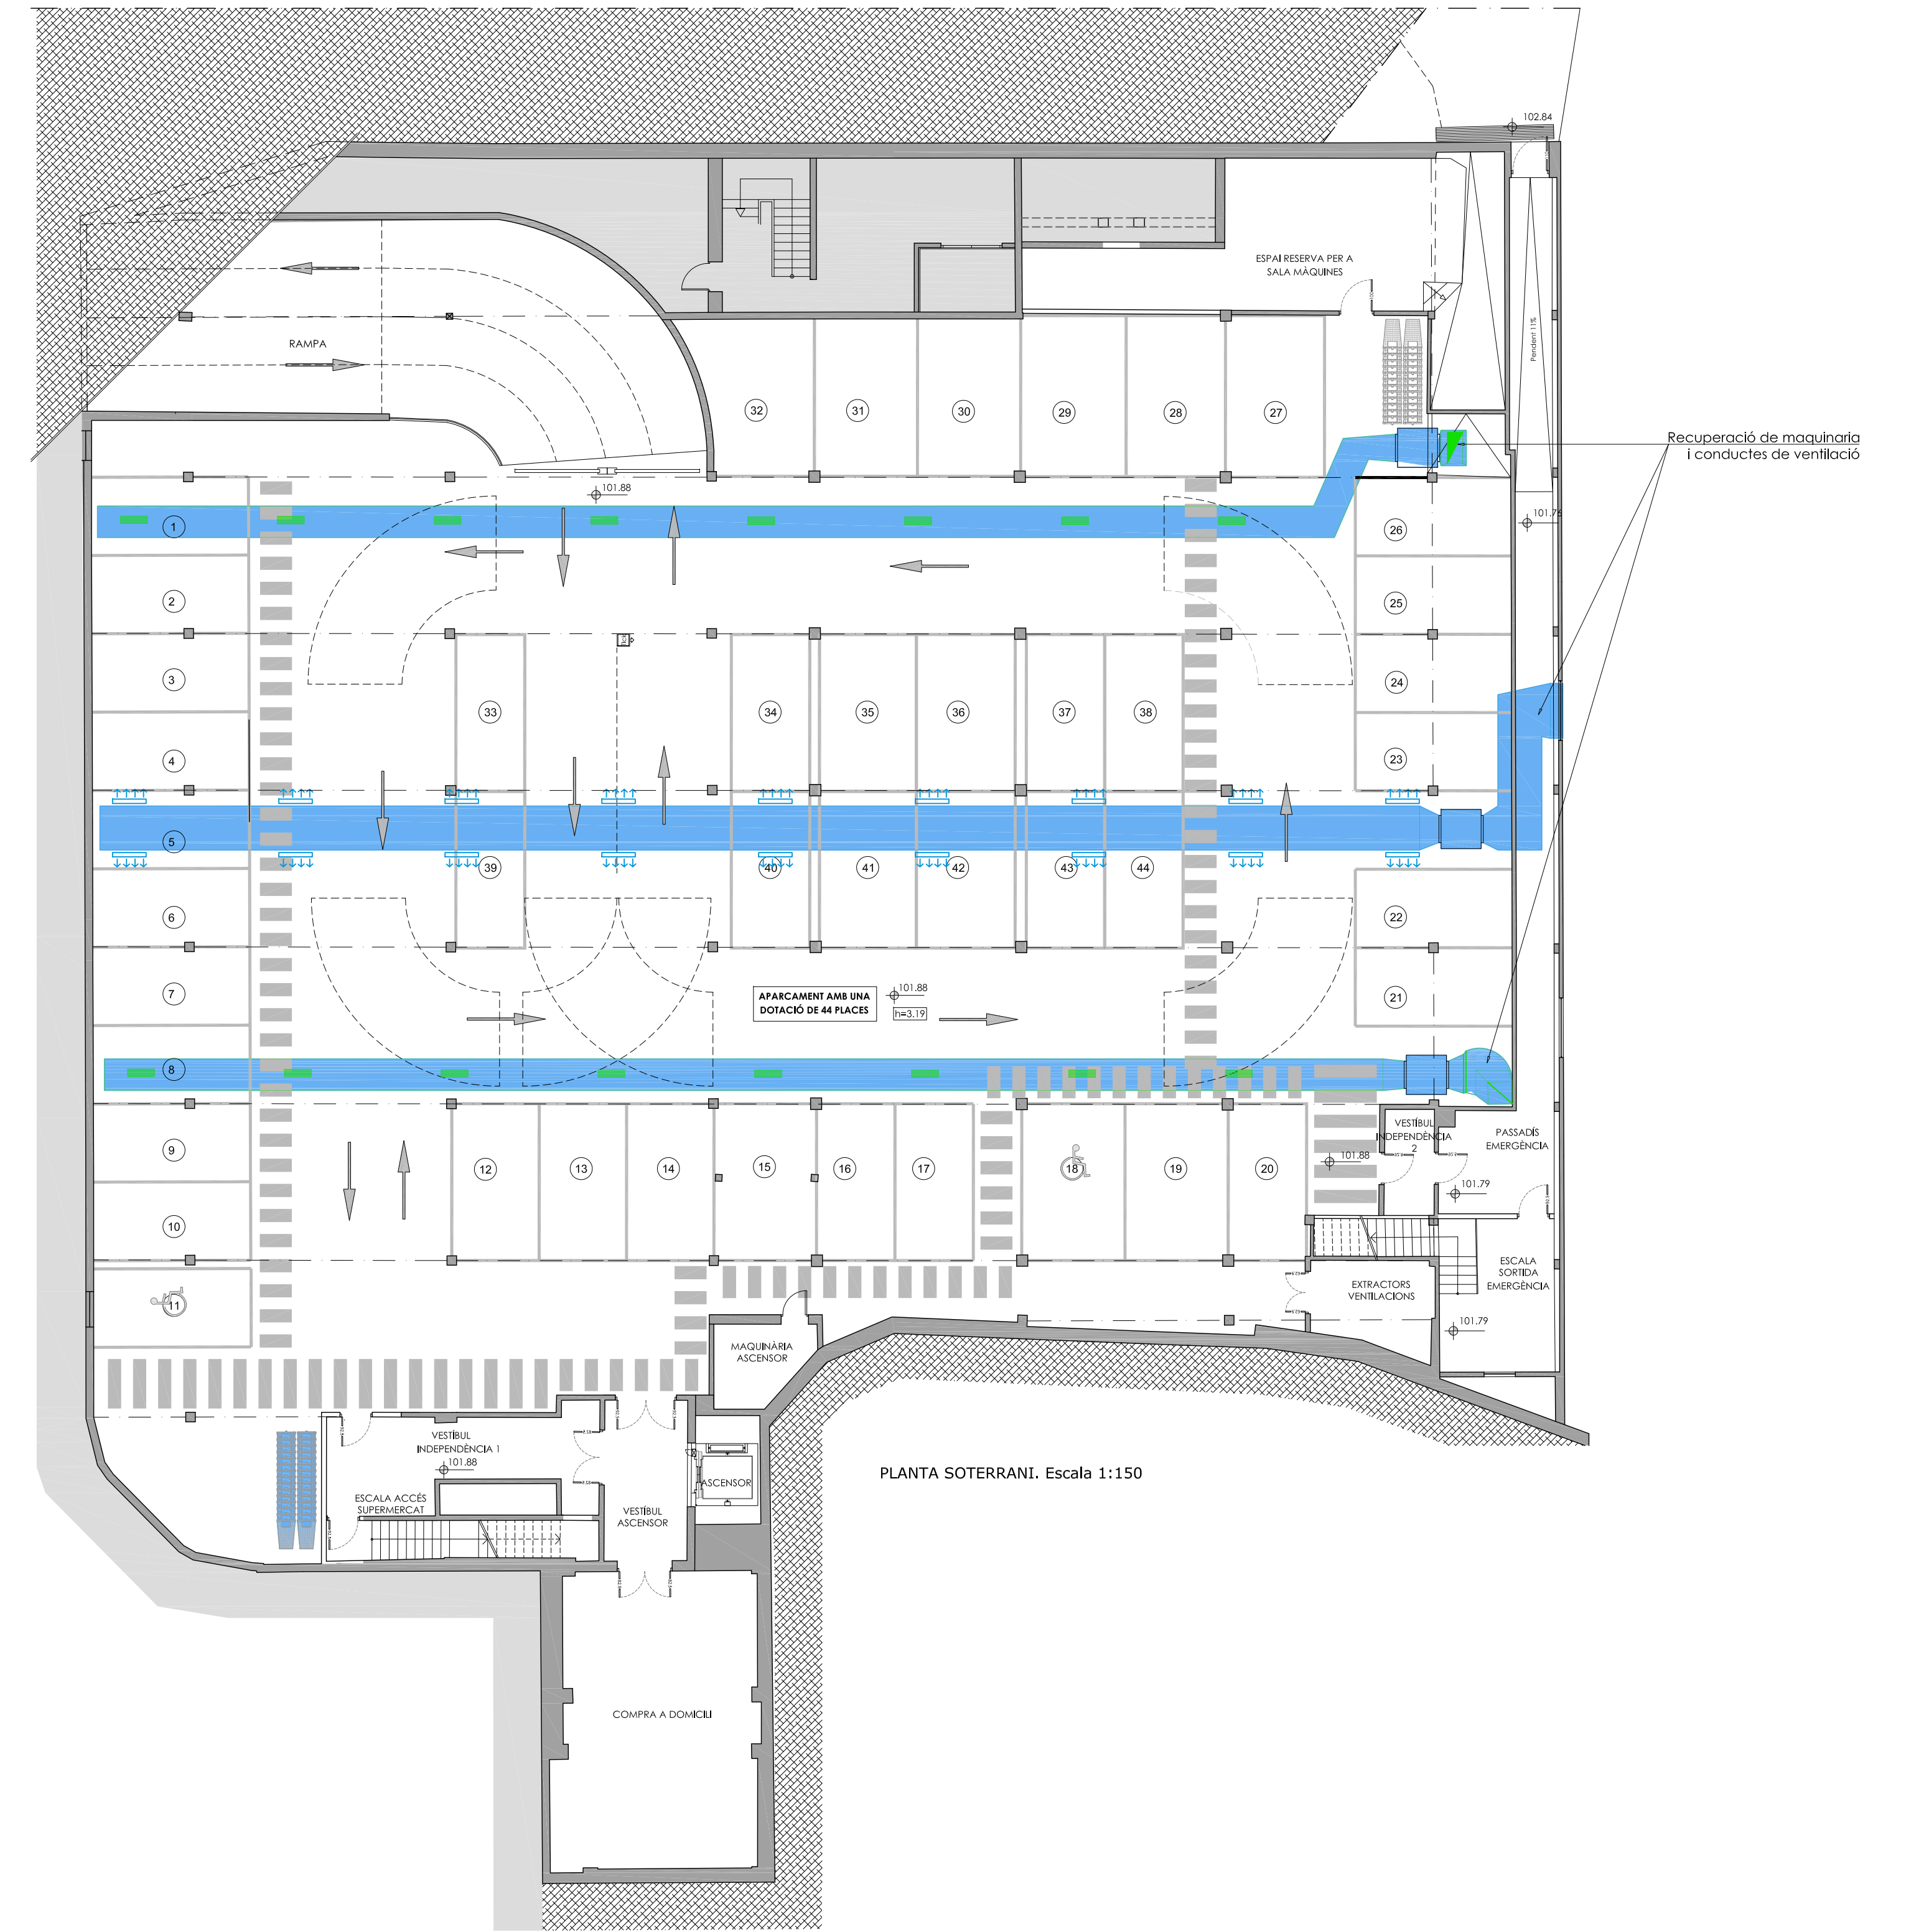 102.84
ESPAI RESERVA PER A
SALA MÀQUINES
Pendent 11%
RAMPA
32
31
30
29
28
27
Recuperació de maquinaria
i conductes de ventilació
101.88
101.75
1
26
2
25
3
24
33
34
35
36
37
38
4
23
5
39
40
41
42
43
44
6
22
7
21
APARCAMENT AMB UNA
DOTACIÓ DE 44 PLACES
101.88
h=3.19
8
9
12
13
14
15
16
17
18
19
20
101.88
VESTÍBUL
INDEPENDÈNCIA
2
PASSADÍS
EMERGÈNCIA
101.79
10
11
ESCALA
SORTIDA
EMERGÈNCIA
EXTRACTORS
VENTILACIONS
101.79
MAQUINÀRIA
ASCENSOR
VESTÍBUL
INDEPENDÈNCIA 1
101.88
ESCALA ACCÉS
SUPERMERCAT
VESTÍBUL
ASCENSOR
ASCENSOR
PLANTA SOTERRANI. Escala 1:150
COMPRA A DOMICILI